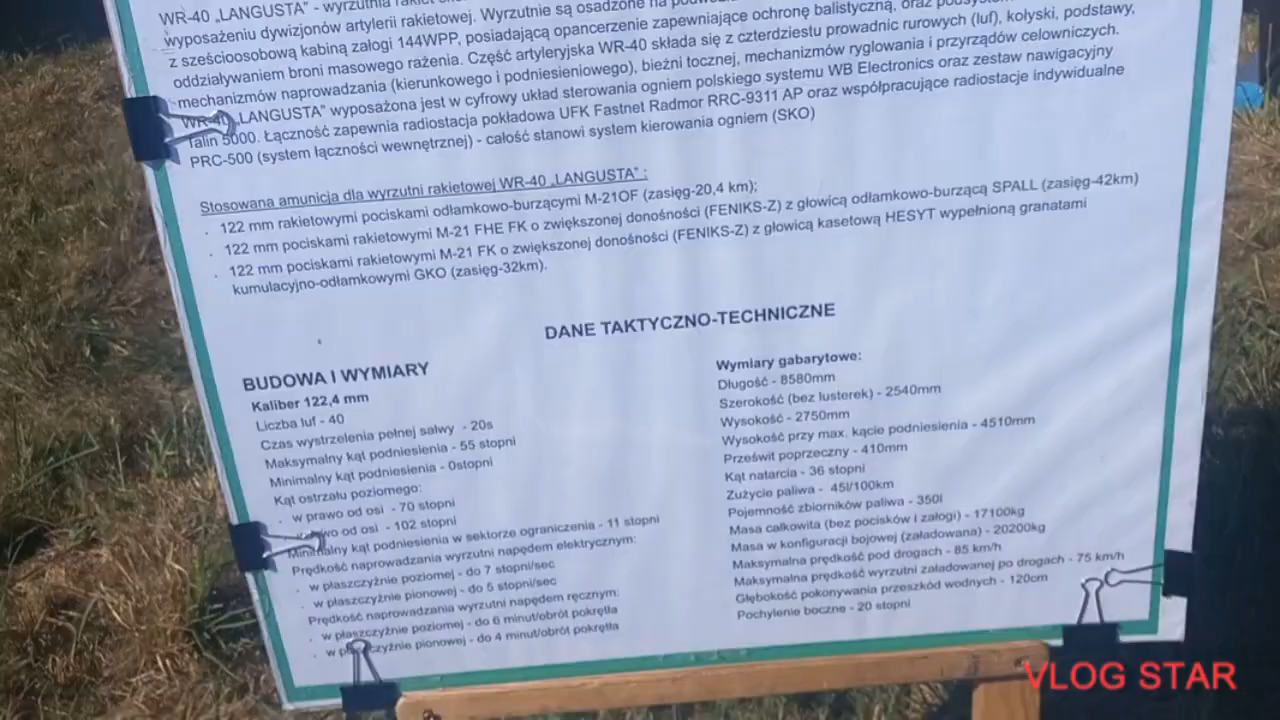 WR-40 „LANGUSTA" - wyrzutnia
wyposażeniu dywizjonów artylerii rakietowej. Wyrzutnie są osadzone na
z sześcioosobową kabiną załogi 144WPP, posiadającą opancerzenie zapewniające ochronę balistyczną, oraz
oddziaływaniem broni masowego rażenia. Część artyleryjska WR-40 składa się z czterdziestu prowadnic rurowych (luf), kołyski, podstawy,
mechanizmów naprowadzania (kierunkowego i podniesieniowego), bieżni tocznej, mechanizmów ryglowania i przyrządów celowniczych.
WR-40 „LANGUSTA" wyposażona jest w cyfrowy układ sterowania ogniem polskiego systemu WB Electronics oraz zestaw nawigacyjny
Talin 5000. Łączność zapewnia radiostacja pokładowa UFK Fastnet Radmor RRC-9311 AP oraz współpracujące radiostacje indywidualne
PRC-500 (system łączności wewnętrznej) - całość stanowi system kierowania ogniem (SKO)
Stosowana amunicja dla wyrzutni rakietowej WR-40 „LANGUSTA" :
· 122 mm rakietowymi pociskami odłamkowo-burzącymi M-21OF (zasięg-20,4 km);
· 122 mm pociskami rakietowymi M-21 FHE FK o zwiększonej donośności (FENIKS-Z) z głowicą odłamkowo-burzącą SPALL (zasięg-42km)
· 122 mm pociskami rakietowymi M-21 FK o zwiększonej donośności (FENIKS-Z) z głowicą kasetową HESYT wypełnioną granatami
kumulacyjno-odłamkowymi GKO (zasięg-32km).
DANE TAKTYCZNO-TECHNICZNE
BUDOWA I WYMIARY
Kaliber 122,4 mm
Liczba luf - 40
Czas wystrzelenia pełnej salwy - 20s
Maksymalny kąt podniesienia - 55 stopni
Minimalny kąt podniesienia - 0stopni
Kąt ostrzału poziomego:
· w prawo od osi - 70 stopni
lewo od osi - 102 stopni
Minimalny kąt podniesienia w sektorze ograniczenia - 11 stopni
Prędkość naprowadzania wyrzutni napędem elektrycznym:
· w płaszczyźnie poziomej - do 7 stopni/sec
· w płaszczyźnie pionowej - do 5 stopni/sec
Prędkość naprowadzania wyrzutni napędem ręcznym:
· w płaszczyźnie poziomej - do 6 minut/obrót pokrętła
· w płaszczyźnie pionowej - do 4 minut/obrót pokrętła
Wymiary gabarytowe:
Długość - 8580mm
Szerokość (bez lusterek) - 2540mm
Wysokość - 2750mm
Wysokość przy max. kącie podniesienia - 4510mm
Prześwit poprzeczny - 410mm
Kąt natarcia - 36 stopni
Zużycie paliwa - 45l/100km
Pojemność zbiorników paliwa - 350l
Masa całkowita (bez pocisków i załogi) - 17100kg
Masa w konfiguracji bojowej (załadowana) - 20200kg
Maksymalna prędkość pod drogach - 85 km/h
Maksymalna prędkość wyrzutni załadowanej po drogach - 75 km/h
Głębokość pokonywania przeszkód wodnych - 120cm
Pochylenie boczne - 20 stopni
VLOG STAR